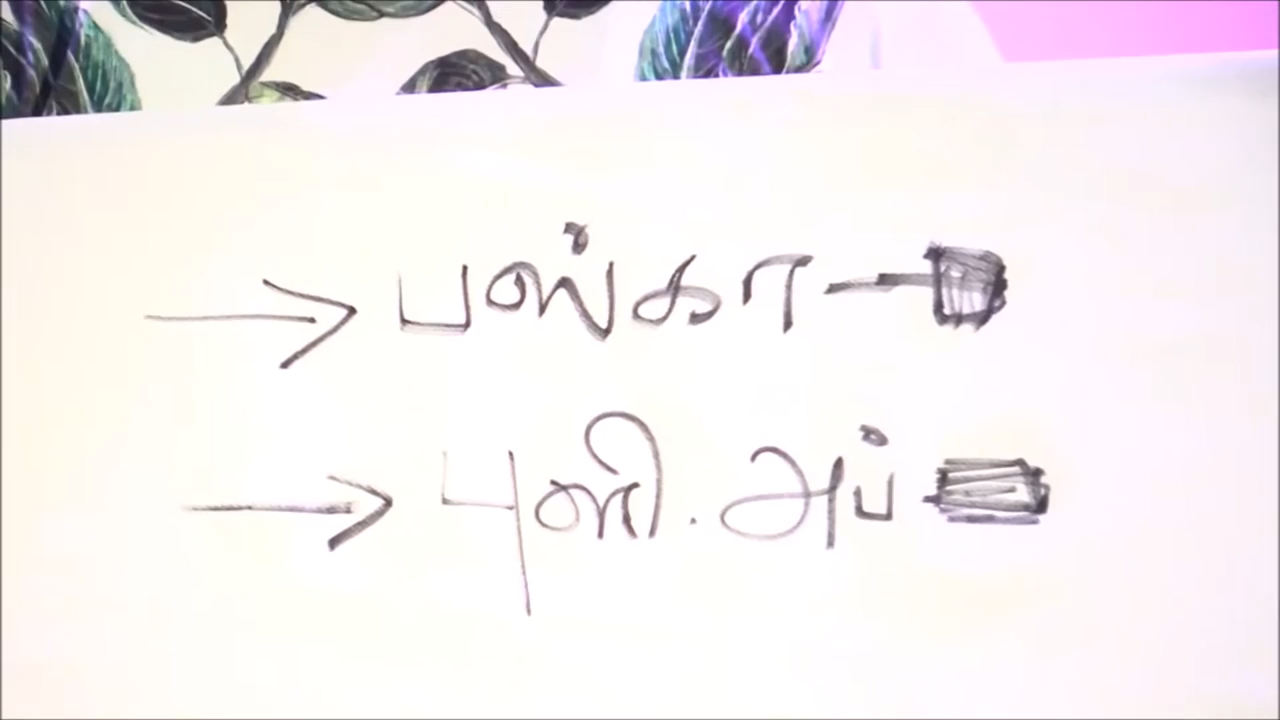 → பஸ்கா –
→ புளி. அப்